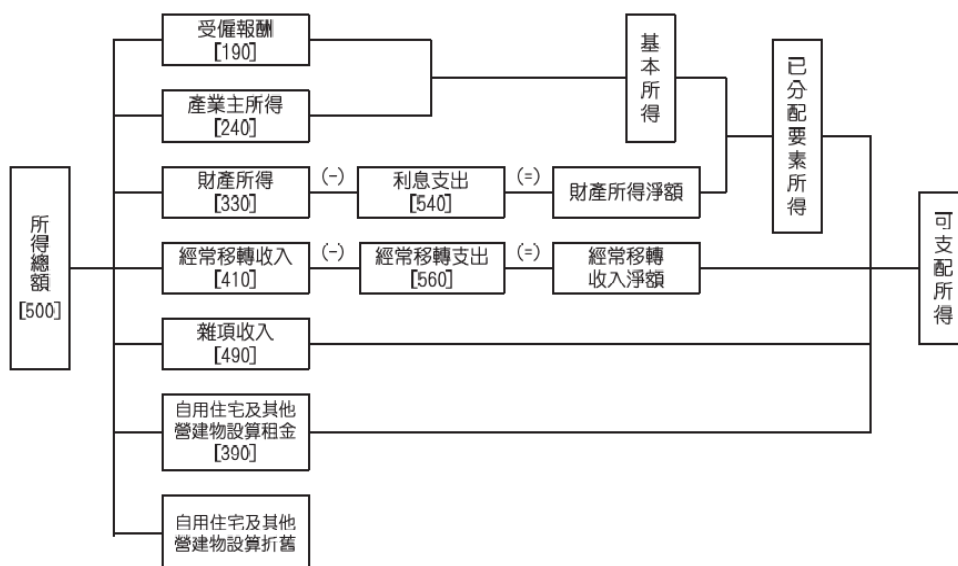 所得總額
[500]
受僱報酬
[190]
產業主所得
[240]
財產所得
[330]
(-)
利息支出
[540]
(=)
財產所得淨額
經常移轉收入
[410]
(-)
經常移轉支出
[560]
(=)
經常移轉
收入淨額
雜項收入
[490]
自用住宅及其他
營建物設算租金
[390]
自用住宅及其他
營建物設算折舊
基本所得
已分配要素所得
可支配所得